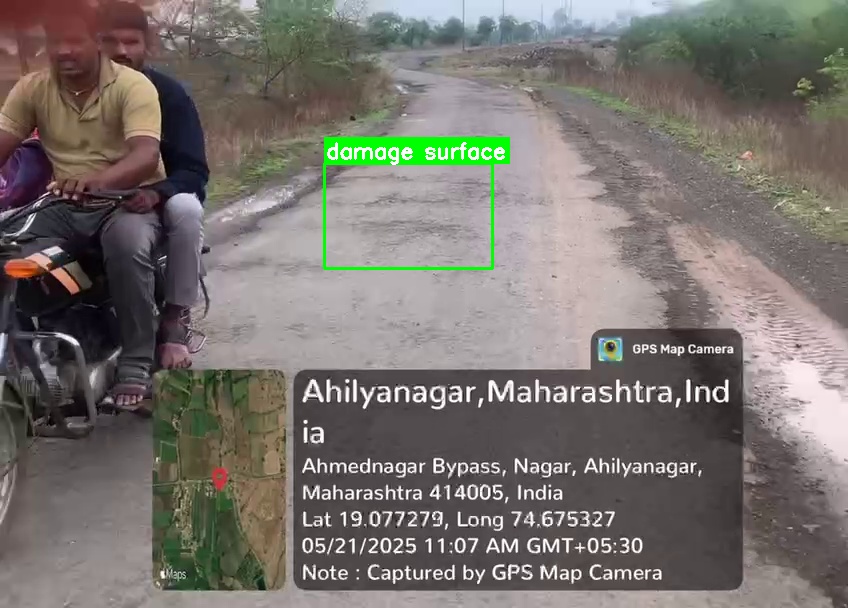 damage surface
GPS Map Camera
Ahilyanagar,Maharashtra,Ind
ia
Ahmednagar Bypass, Nagar, Ahilyanagar,
Maharashtra 414005, India
Lat 19.077279, Long 74.675327
05/21/2025 11:07 AM GMT+05:30
Note : Captured by GPS Map Camera
Maps